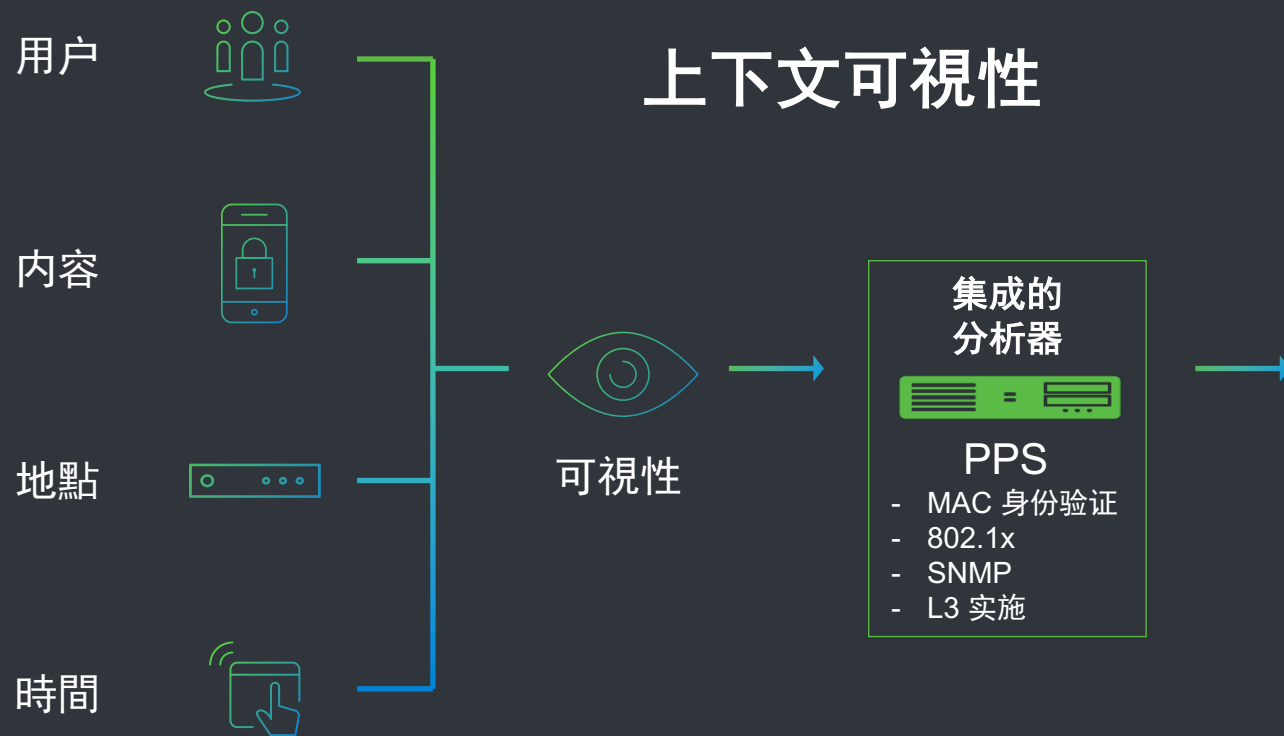 上下文可視性
用户
内容
地點
時間
可視性
集成的
分析器
PPS
- MAC 身份验证
- 802.1x
- SNMP
- L3 实施